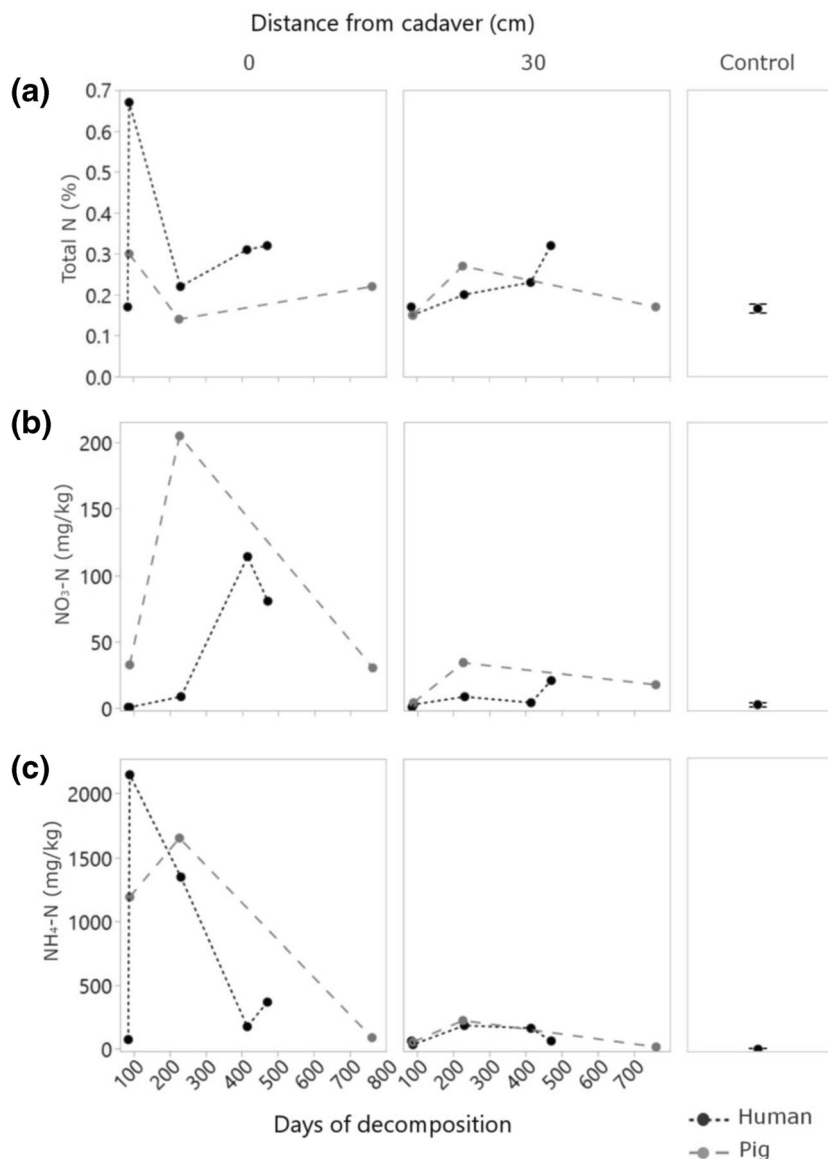 Distance from cadaver (cm)
0 30 Control
(a)
0.7
0.6
0.5
0.4
0.3
0.2
0.1
0.0
Total N (%)
(b)
200
150
100
50
0
NO₃-N (mg/kg)
(c)
2000
1500
1000
500
0
NH₄-N (mg/kg)
100 200 300 400 500 600 700 800 100 200 300 400 500 600 700
Days of decomposition
Human
Pig